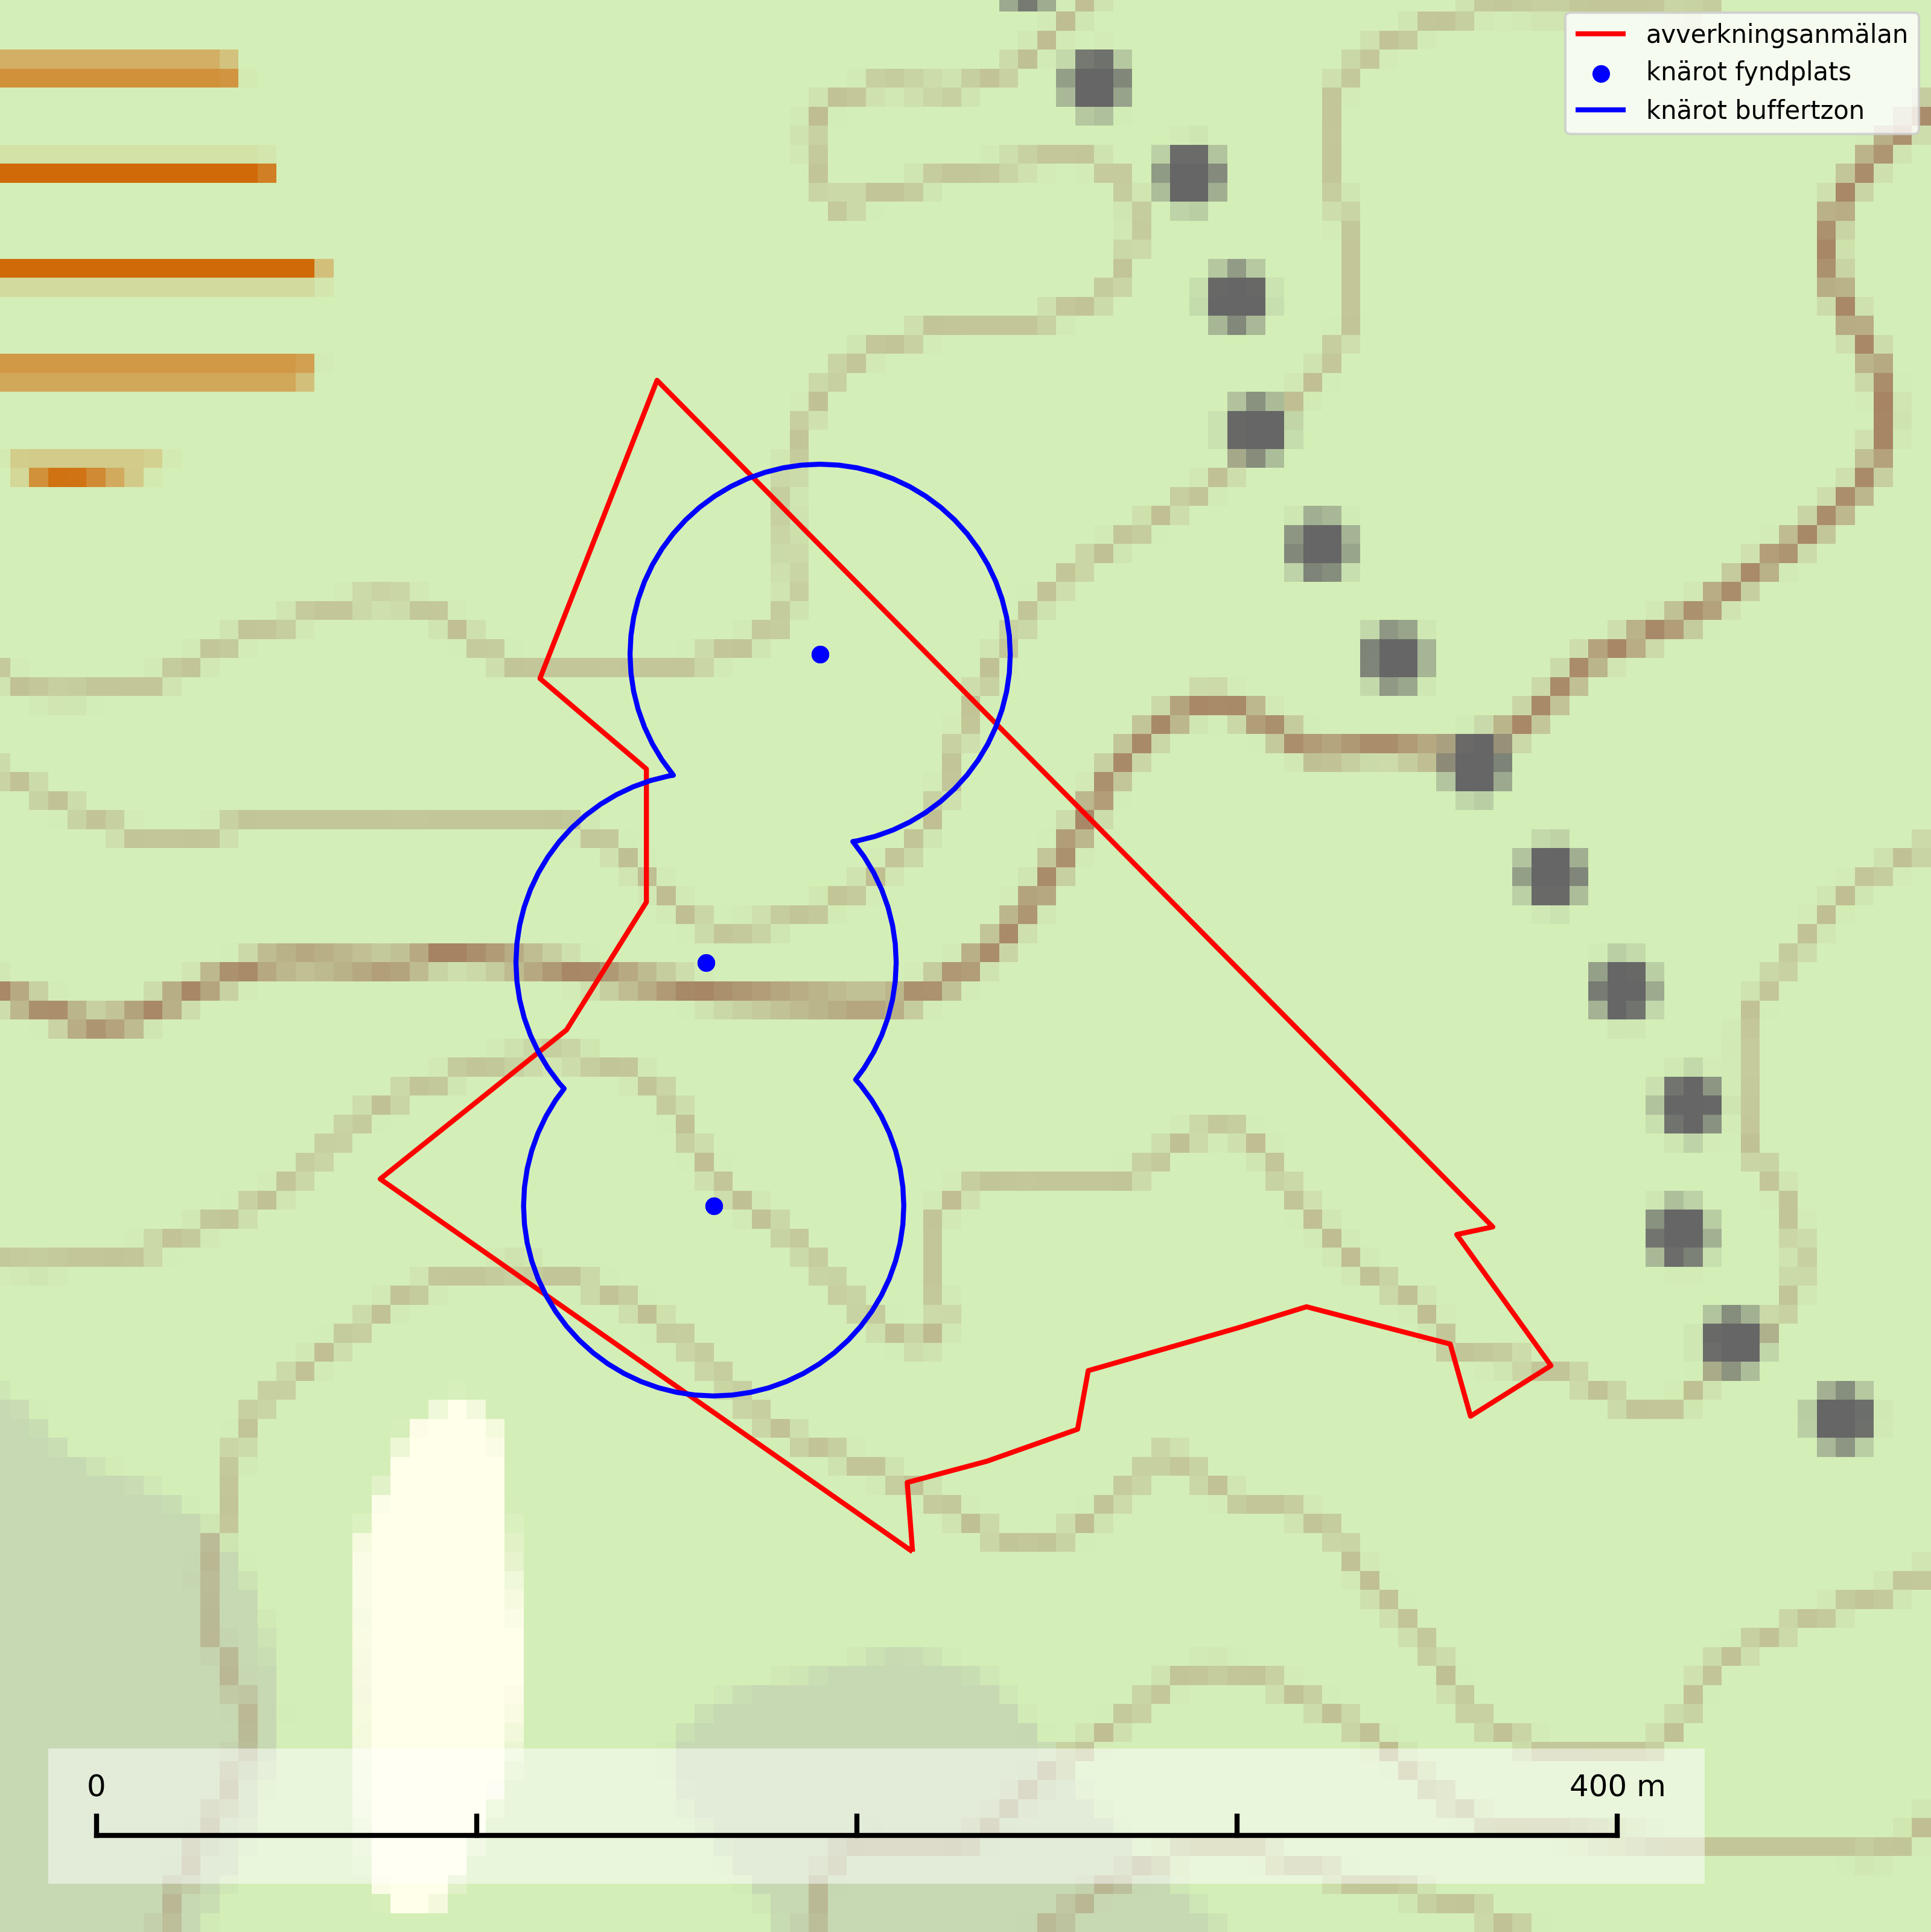 avverkningsanmälan
knärot fyndplats
knärot buffertzon
0 400 m